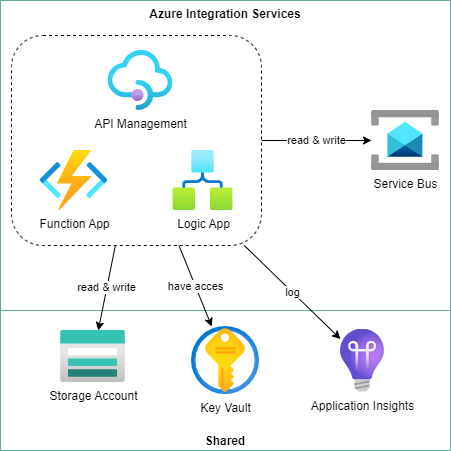 Azure Integration Services
API Management
read & write
Service Bus
Function App
Logic App
read & write
have acces
log
Storage Account
Key Vault
Application Insights
Shared